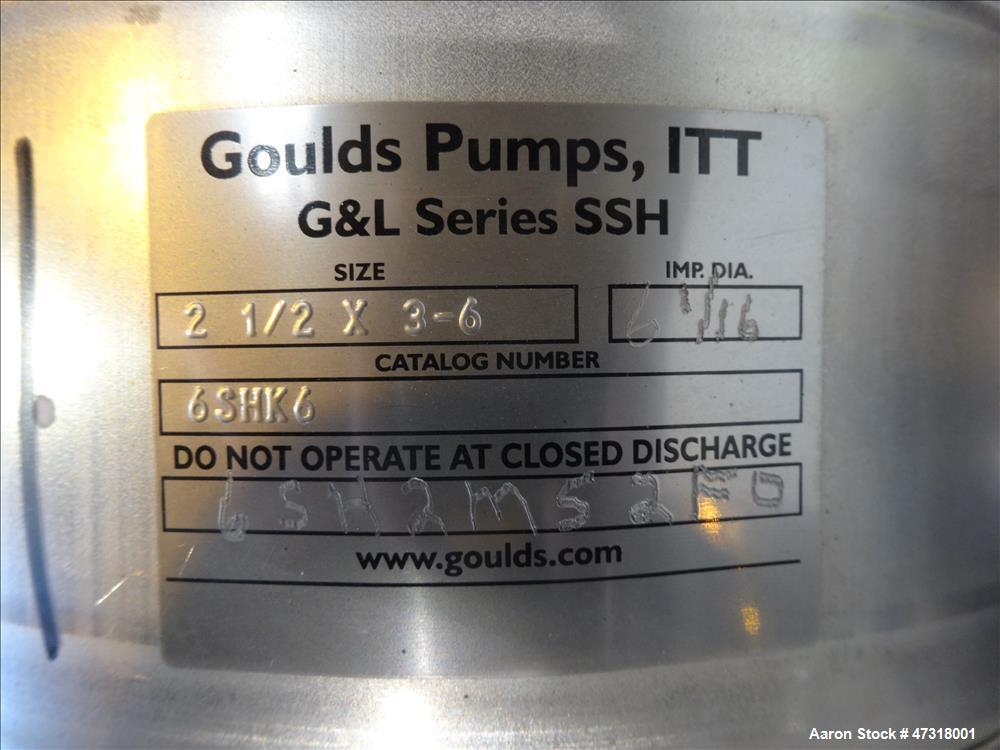 Goulds Pumps, ITT
G&L Series SSH
SIZE IMP. DIA.
2 1/2 X 3-6 6 1/16
CATALOG NUMBER
6SHK6
DO NOT OPERATE AT CLOSED DISCHARGE
6SH2M52F0
www.goulds.com
Aaron Stock # 47318001